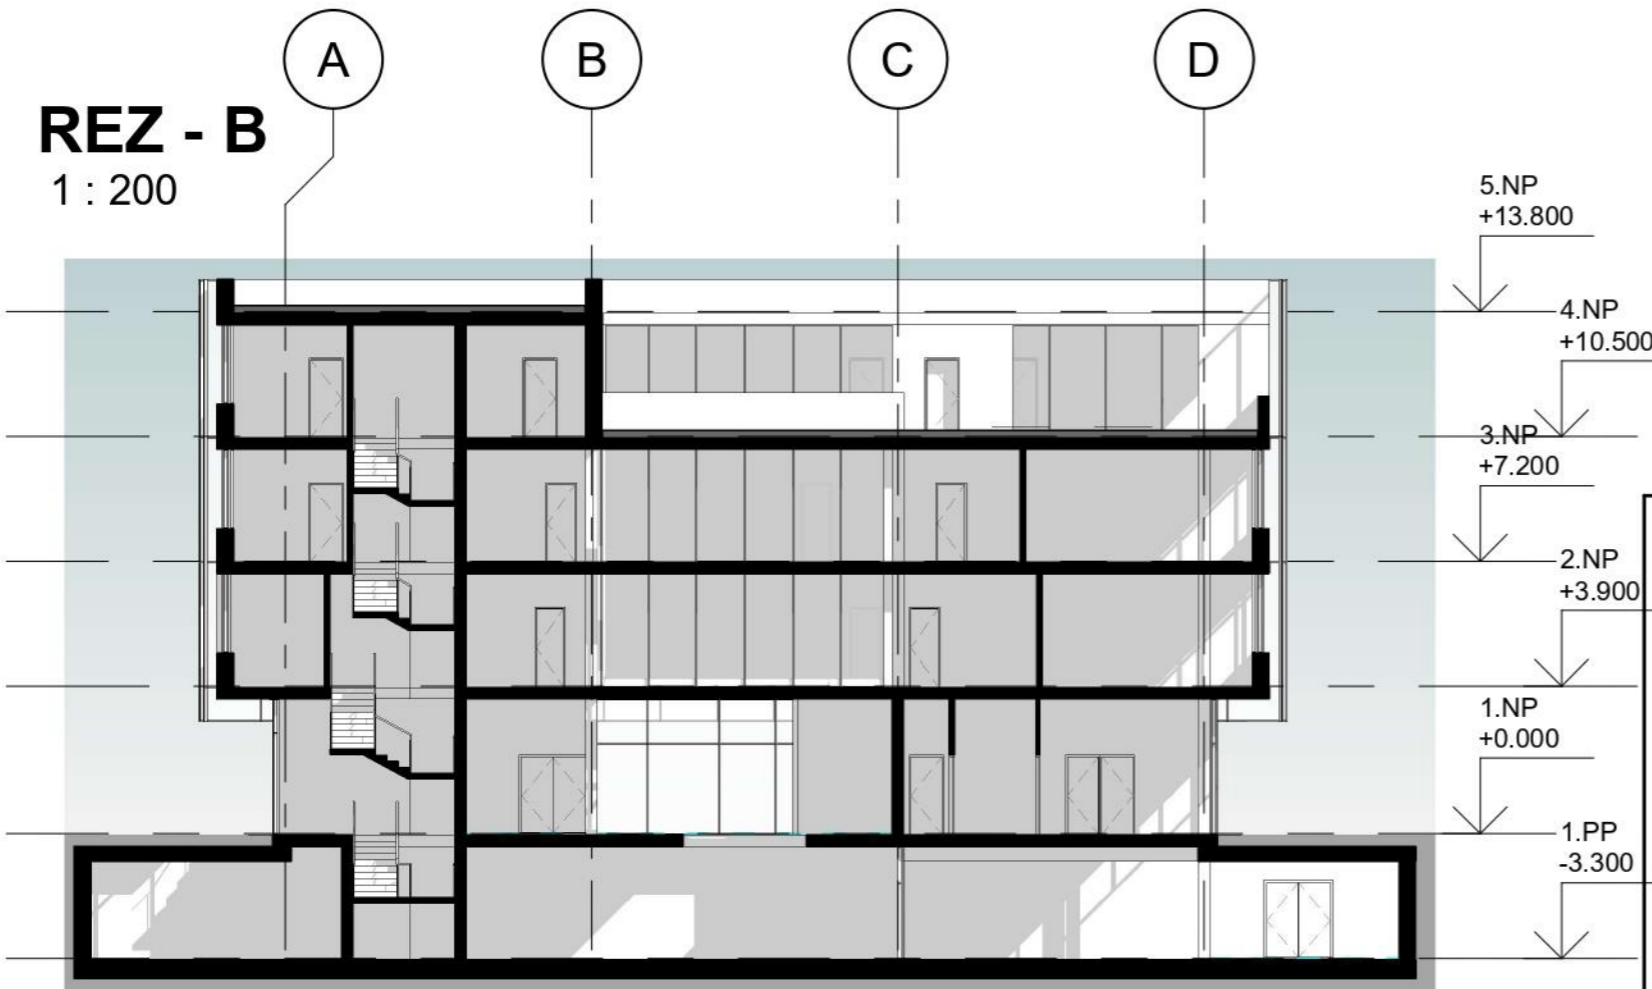 A B C D
REZ - B
1 : 200
5.NP
+13.800
4.NP
+10.500
3.NP
+7.200
2.NP
+3.900
1.NP
+0.000
1.PP
-3.300